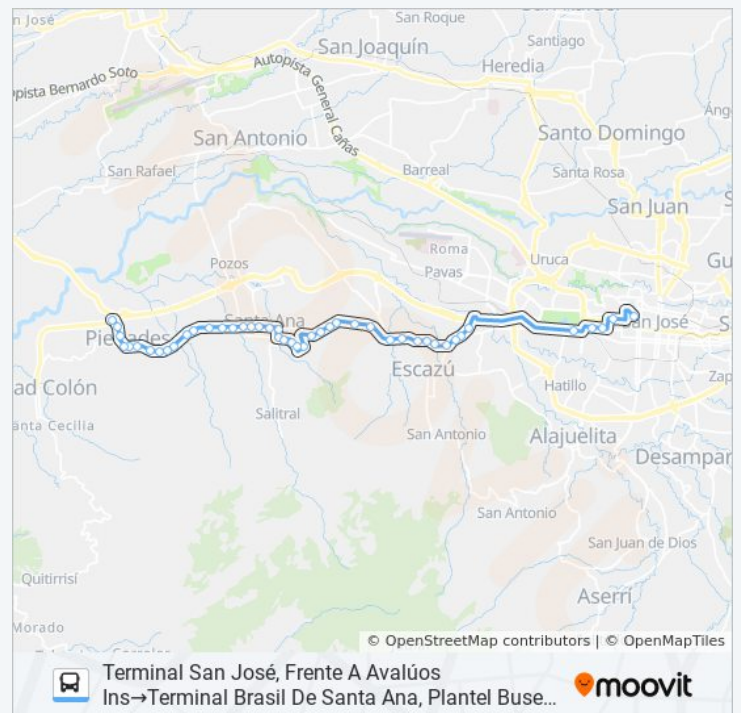 n José
San Roque
San Joaquín
Santiago
Heredia
Autopista General Cañas
opista Bernardo Soto
San Antonio
Santo Domingo
San Rafael
Barreal
Santa Rosa
San Juan
Roma
Uruca
Pozos
Pavas
Gu
Santa Ana
San José
Piedades
Escazú
ad Colón
Hatillo
Zap
Salitral
anta Cecilia
San Antonio
Alajuelita
Desampar
San Antonio
San Juan de Dios
Quitirrisí
Aserrí
Morado
© OpenStreetMap contributors | © OpenMapTiles
Terminal San José, Frente A Avalúos
Ins→Terminal Brasil De Santa Ana, Plantel Buse…
moovit